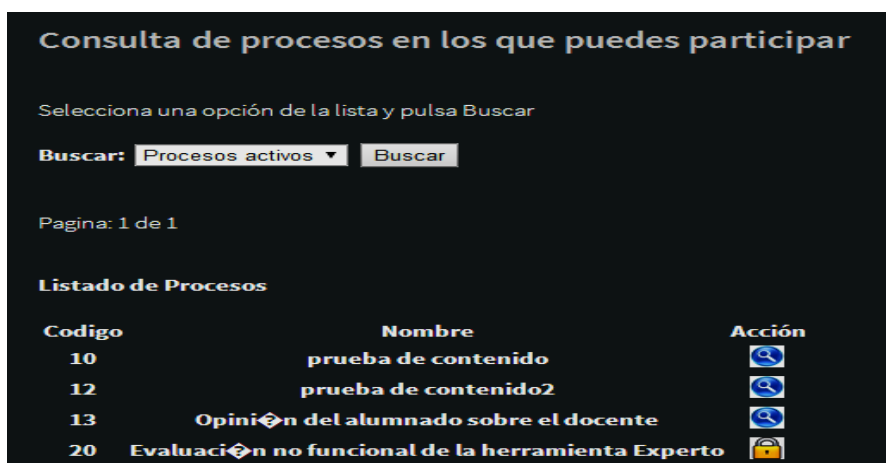 Consulta de procesos en los que puedes participar
Selecciona una opción de la lista y pulsa Buscar
Buscar: Procesos activos Buscar
Pagina: 1 de 1
Listado de Procesos
Codigo Nombre Acción
10 prueba de contenido
12 prueba de contenido2
13 Opini�n del alumnado sobre el docente
20 Evaluaci�n no funcional de la herramienta Experto